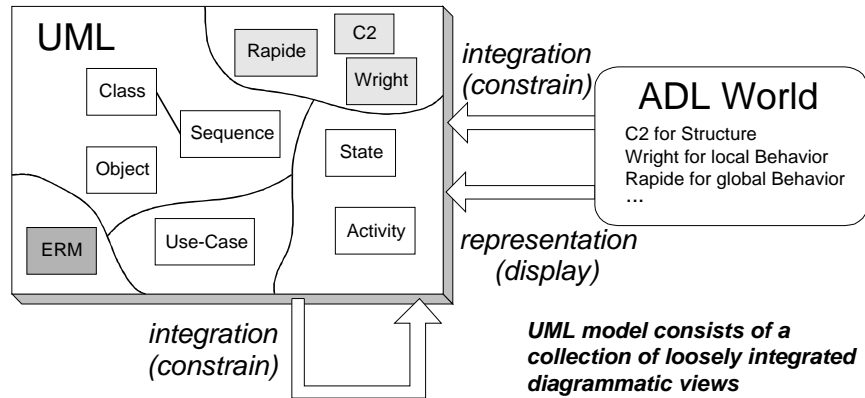 UML
Rapide
C2
Wright
Class
Sequence
Object
State
ERM
Use-Case
Activity
integration
(constrain)
ADL World
C2 for Structure
Wright for local Behavior
Rapide for global Behavior
...
representation
(display)
integration
(constrain)
UML model consists of a
collection of loosely integrated
diagrammatic views